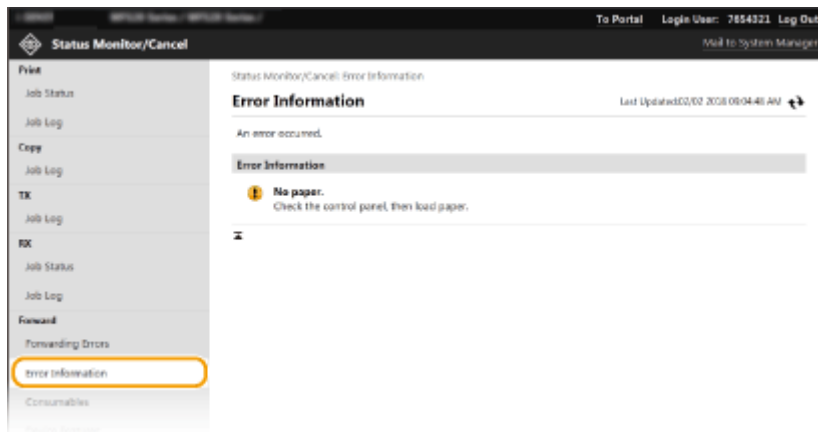 To Portal Login User: 7654321 Log Out
Status Monitor/Cancel
Mail to System Manager
Print
Job Status
Job Log
Copy
Job Log
TX
Job Log
RX
Job Status
Job Log
Forward
Forwarding Errors
Error Information
Consumables
Status Monitor/Cancel: Error Information
Error Information
Last Updated:02/02 2018 09:04:48 AM
An error occurred.
Error Information
No paper.
Check the control panel, then load paper.